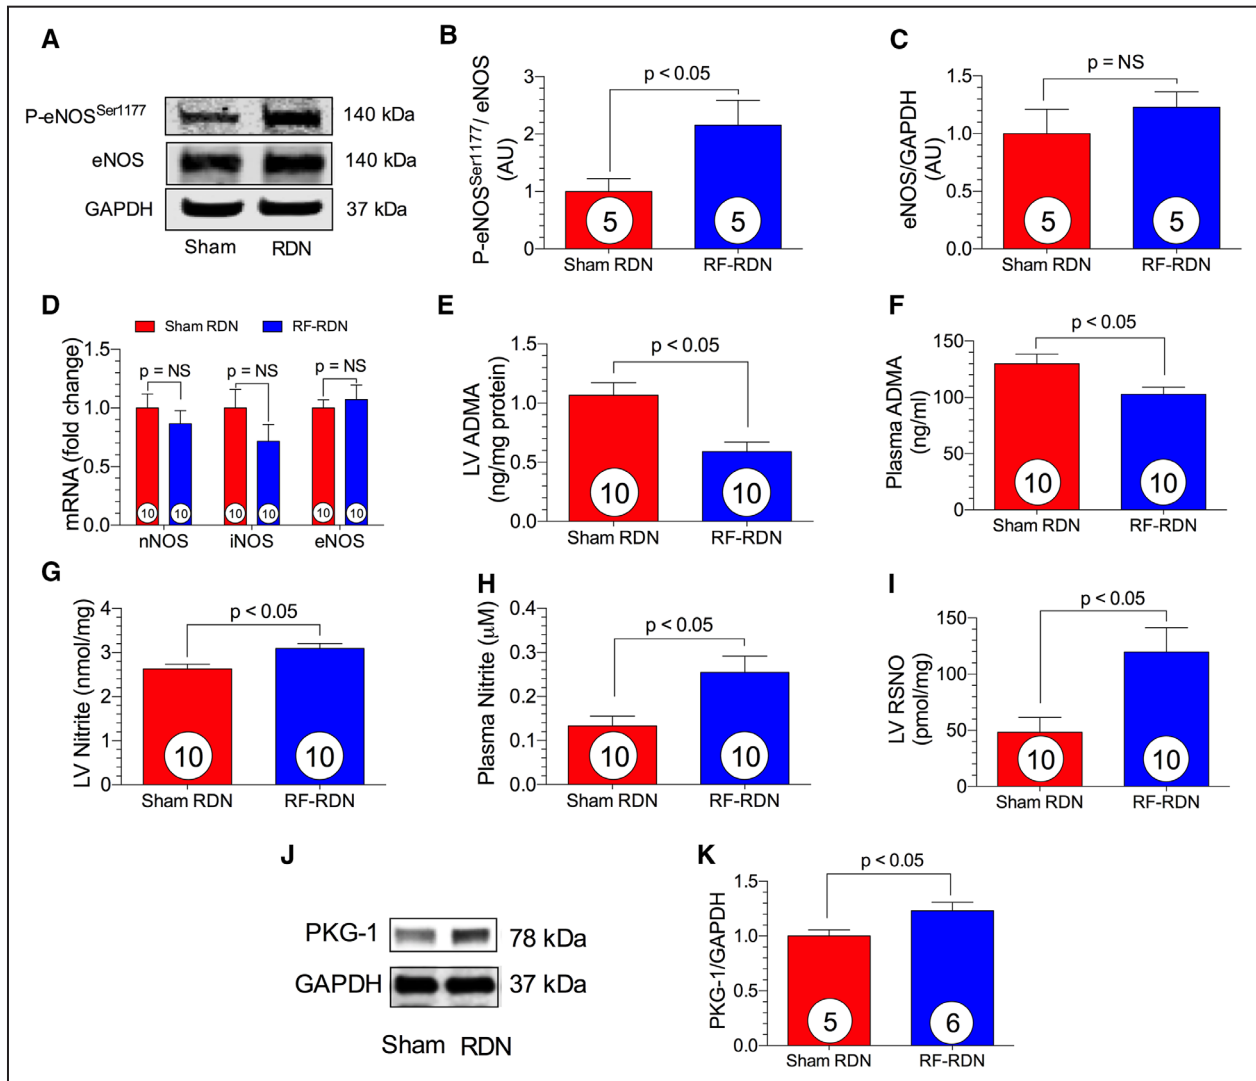 A
P-eNOS^Ser1177
140 kDa
eNOS
140 kDa
GAPDH
37 kDa
Sham
RDN
B
P-eNOS^Ser1177/ eNOS
(AU)
3
2
1
0
p < 0.05
5
5
Sham RDN
RF-RDN
C
eNOS/GAPDH
(AU)
1.5
1.0
0.5
0.0
p = NS
5
5
Sham RDN
RF-RDN
D
Sham RDN
RF-RDN
mRNA (fold change)
1.5
1.0
0.5
0.0
p = NS
p = NS
p = NS
10
10
10
10
10
10
nNOS
iNOS
eNOS
E
LV ADMA
(ng/mg protein)
1.5
1.0
0.5
0.0
p < 0.05
10
10
Sham RDN
RF-RDN
F
Plasma ADMA
(ng/ml)
150
100
50
0
p < 0.05
10
10
Sham RDN
RF-RDN
G
LV Nitrite (nmol/mg)
4
3
2
1
0
p < 0.05
10
10
Sham RDN
RF-RDN
H
Plasma Nitrite (μM)
0.4
0.3
0.2
0.1
0.0
p < 0.05
10
10
Sham RDN
RF-RDN
I
LV RSNO
(pmol/mg)
150
100
50
0
p < 0.05
10
10
Sham RDN
RF-RDN
J
PKG-1
78 kDa
GAPDH
37 kDa
Sham
RDN
K
PKG-1/GAPDH
1.5
1.0
0.5
0.0
p < 0.05
5
6
Sham RDN
RF-RDN